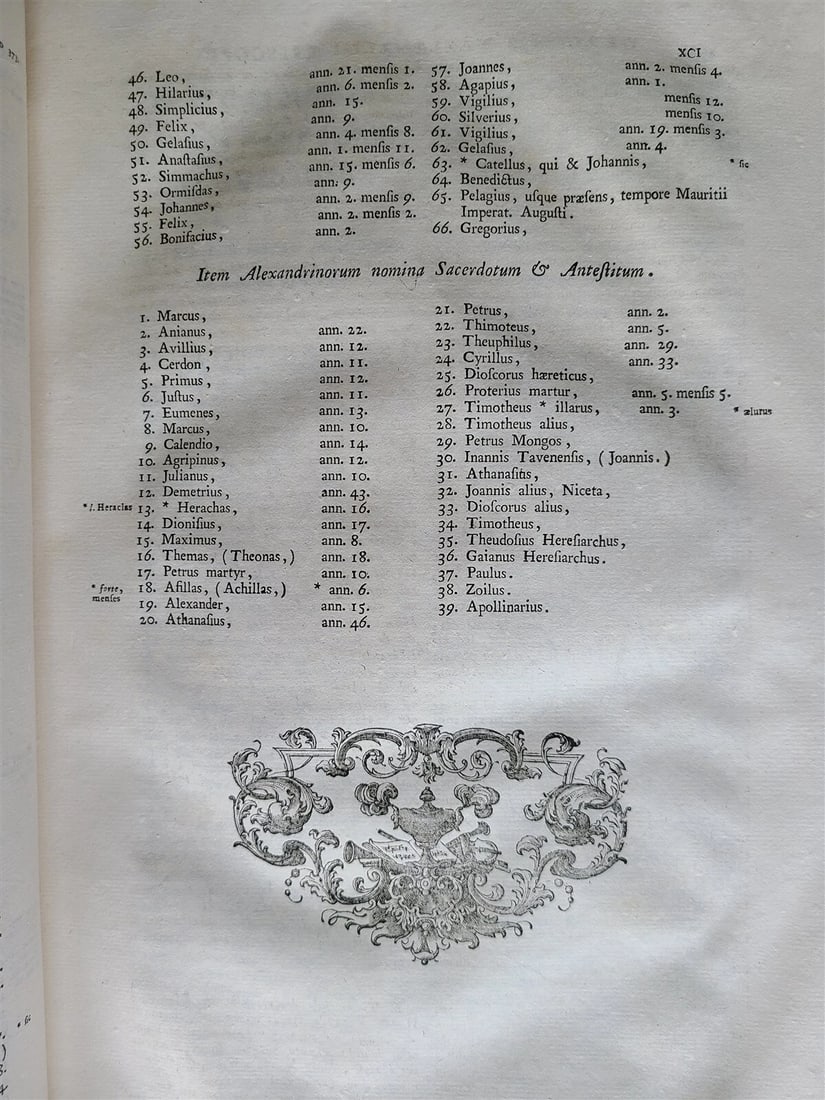 XCI
46. Leo, ann. 21. menſis 1.
47. Hilarius, ann. 6. menſis 2.
48. Simplicius, ann. 15.
49. Felix, ann. 9.
50. Gelaſius, ann. 4. menſis 8.
51. Anaſtaſius, ann. 1. menſis 11.
52. Simmachus, ann. 15. menſis 6.
53. Ormiſdas, ann. 9.
54. Johannes, ann. 2. menſis 9.
55. Felix, ann. 2. menſis 2.
56. Bonifacius, ann. 2.
57. Joannes, ann. 2. menſis 4.
58. Agapius, ann. 1.
59. Vigilius, menſis 12.
60. Silverius, menſis 10.
61. Vigilius, ann. 19. menſis 3.
62. Gelaſius, ann. 4.
63. * Catellus, qui & Johannis, * ſic
64. Benedictus,
65. Pelagius, uſque præſens, tempore Mauritii
Imperat. Auguſti.
66. Gregorius,
Item Alexandrinorum nomina Sacerdotum & Anteſtitum.
1. Marcus,
2. Anianus, ann. 22.
3. Avillius, ann. 12.
4. Cerdon, ann. 11.
5. Primus, ann. 12.
6. Juſtus, ann. 11.
7. Eumenes, ann. 13.
8. Marcus, ann. 10.
9. Calendio, ann. 14.
10. Agripinus, ann. 12.
11. Julianus, ann. 10.
12. Demetrius, ann. 43.
* l. Heraclas 13. * Herachas, ann. 16.
14. Dioniſius, ann. 17.
15. Maximus, ann. 8.
16. Themas, (Theonas,) ann. 18.
17. Petrus martyr, ann. 10.
* forte, menſes 18. Afillas, (Achillas,) * ann. 6.
19. Alexander, ann. 15.
20. Athanaſius, ann. 46.
21. Petrus, ann. 2.
22. Thimoteus, ann. 5.
23. Theuphilus, ann. 29.
24. Cyrillus, ann. 33.
25. Dioſcorus hæreticus,
26. Proterius martur, ann. 5. menſis 5.
27. Timotheus * illarus, ann. 3. * ælurus
28. Timotheus alius,
29. Petrus Mongos,
30. Inannis Tavenenſis, (Joannis.)
31. Athanaſius,
32. Joannis alius, Niceta,
33. Dioſcorus alius,
34. Timotheus,
35. Theudoſius Hereſiarchus,
36. Gaianus Hereſiarchus.
37. Paulus.
38. Zoilus.
39. Apollinarius.